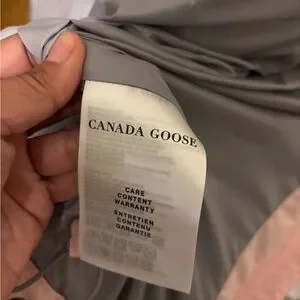 CANADA GOOSE
CARE
CONTENT
WARRANTY
ENTRETIEN
CONTENU
GARANTIE